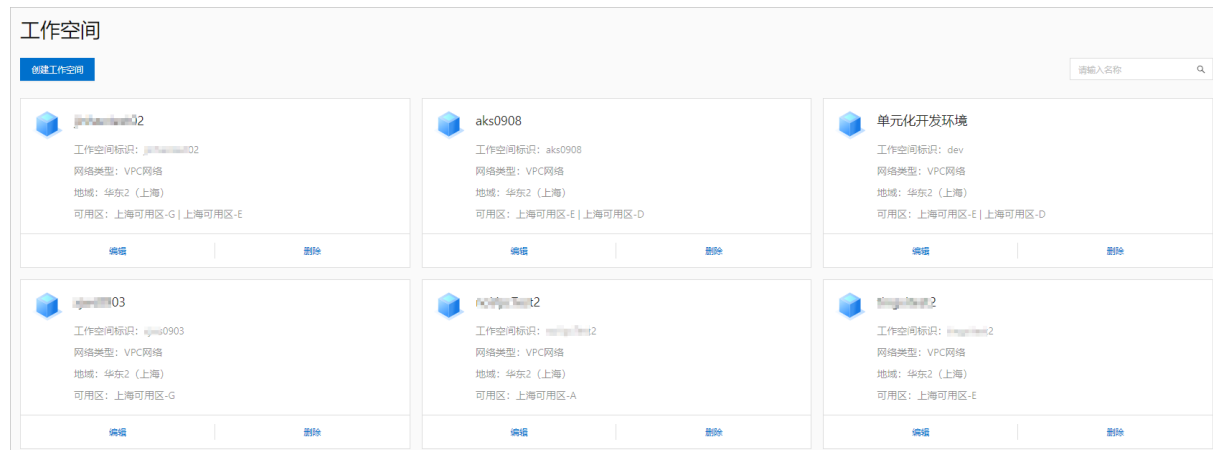 工作空间
创建工作空间
请输入名称
02
工作空间标识： 02
网络类型：VPC网络
地域：华东2（上海）
可用区：上海可用区-G | 上海可用区-E
编辑 删除
aks0908
工作空间标识：aks0908
网络类型：VPC网络
地域：华东2（上海）
可用区：上海可用区-E | 上海可用区-D
编辑 删除
单元化开发环境
工作空间标识：dev
网络类型：VPC网络
地域：华东2（上海）
可用区：上海可用区-E | 上海可用区-D
编辑 删除
03
工作空间标识： 0903
网络类型：VPC网络
地域：华东2（上海）
可用区：上海可用区-G
编辑 删除
2
工作空间标识： 2
网络类型：VPC网络
地域：华东2（上海）
可用区：上海可用区-A
编辑 删除
2
工作空间标识： 2
网络类型：VPC网络
地域：华东2（上海）
可用区：上海可用区-E
编辑 删除